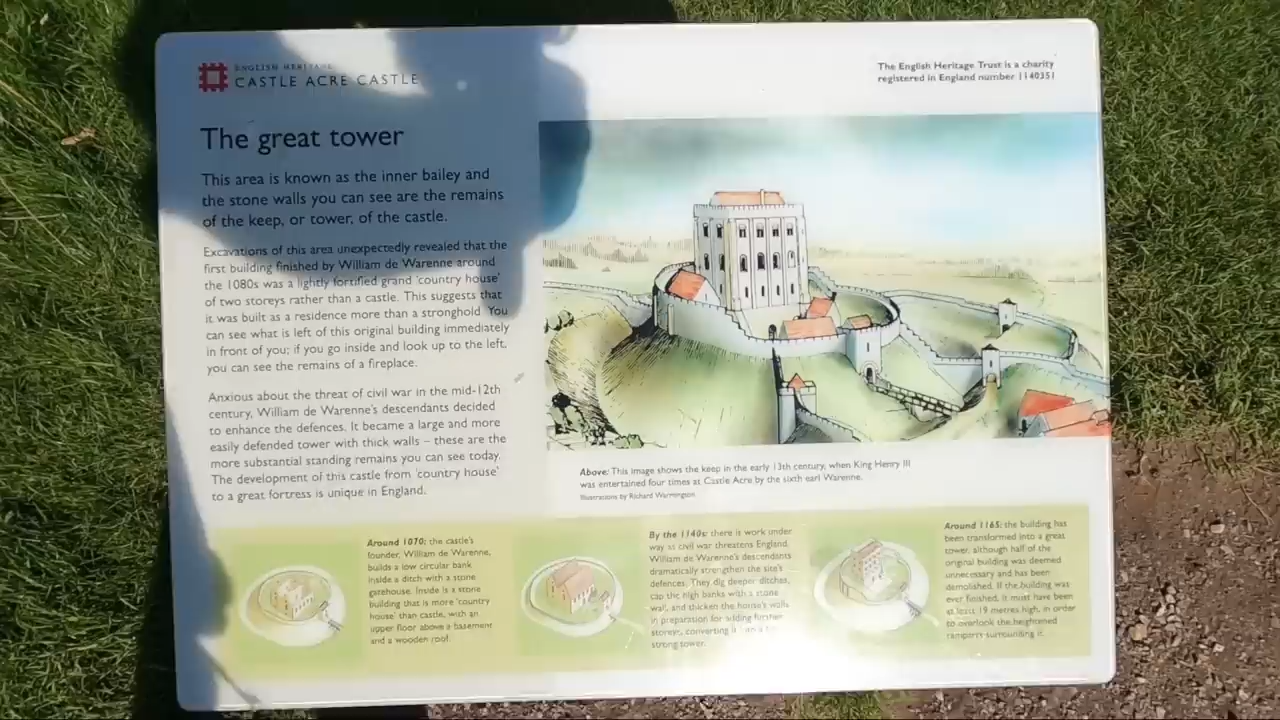 ENGLISH HERITAGE
CASTLE ACRE CASTLE
The English Heritage Trust is a charity
registered in England number 1140351
The great tower
This area is known as the inner bailey and
the stone walls you can see are the remains
of the keep, or tower, of the castle.
Excavations of this area unexpectedly revealed that the
first building finished by William de Warenne around
the 1080s was a lightly fortified grand ‘country house’
of two storeys rather than a castle. This suggests that
it was built as a residence more than a stronghold. You
can see what is left of this original building immediately
in front of you; if you go inside and look up to the left,
you can see the remains of a fireplace.
Anxious about the threat of civil war in the mid-12th
century, William de Warenne’s descendants decided
to enhance the defences. It became a large and more
easily defended tower with thick walls – these are the
more substantial standing remains you can see today.
The development of this castle from ‘country house’
to a great fortress is unique in England.
Above: This image shows the keep in the early 13th century, when King Henry III
was entertained four times at Castle Acre by the sixth earl Warenne.
Illustrations by Richard Warmington
Around 1070: the castle’s
founder, William de Warenne,
builds a low circular bank
inside a ditch with a stone
gatehouse. Inside is a stone
building that is more ‘country
house’ than castle, with an
upper floor above a basement
and a wooden roof.
By the 1140s: there is work under
way as civil war threatens England.
William de Warenne’s descendants
dramatically strengthen the site’s
defences. They dig deeper ditches,
cap the high banks with a stone
wall, and thicken the house’s walls
in preparation for adding further
storeys, converting it
strong tower.
Around 1165: the building has
been transformed into a great
tower, although half of the
original building was deemed
unnecessary and has been
demolished. If the building was
ever finished, it must have been
at least 19 metres high, in order
to overlook the heightened
ramparts surrounding it.